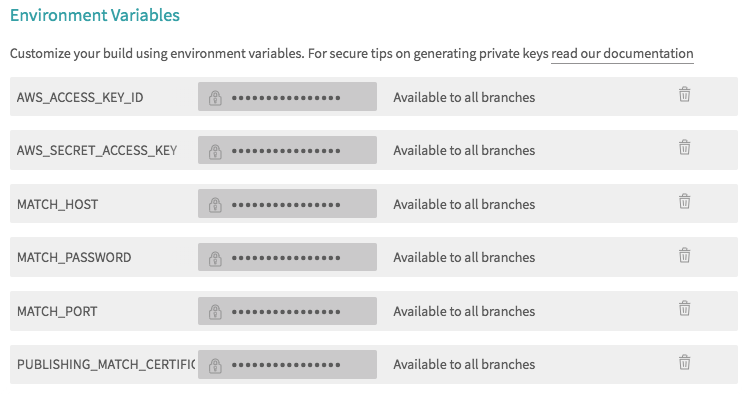 Environment Variables
Customize your build using environment variables. For secure tips on generating private keys read our documentation
AWS_ACCESS_KEY_ID •••••••••••••••• Available to all branches
AWS_SECRET_ACCESS_KEY •••••••••••••••• Available to all branches
MATCH_HOST •••••••••••••••• Available to all branches
MATCH_PASSWORD •••••••••••••••• Available to all branches
MATCH_PORT •••••••••••••••• Available to all branches
PUBLISHING_MATCH_CERTIFIC •••••••••••••••• Available to all branches